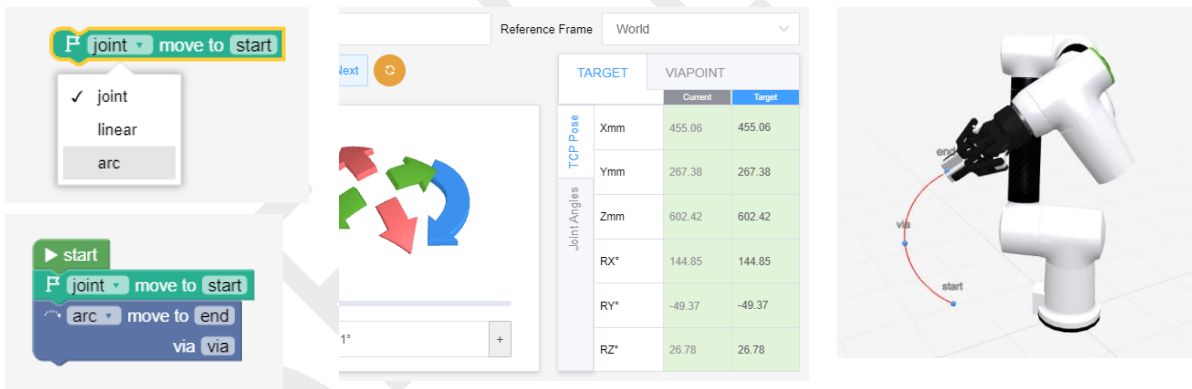 joint move to start
joint
linear
arc
start
joint move to start
arc move to end
via via
Reference Frame World
Next
TARGET VIAPOINT
Current Target
TCP Pose
Joint Angles
Xmm 455.06 455.06
Ymm 267.38 267.38
Zmm 602.42 602.42
RX° 144.85 144.85
RY° -49.37 -49.37
RZ° 26.78 26.78
1° +
end
via
start